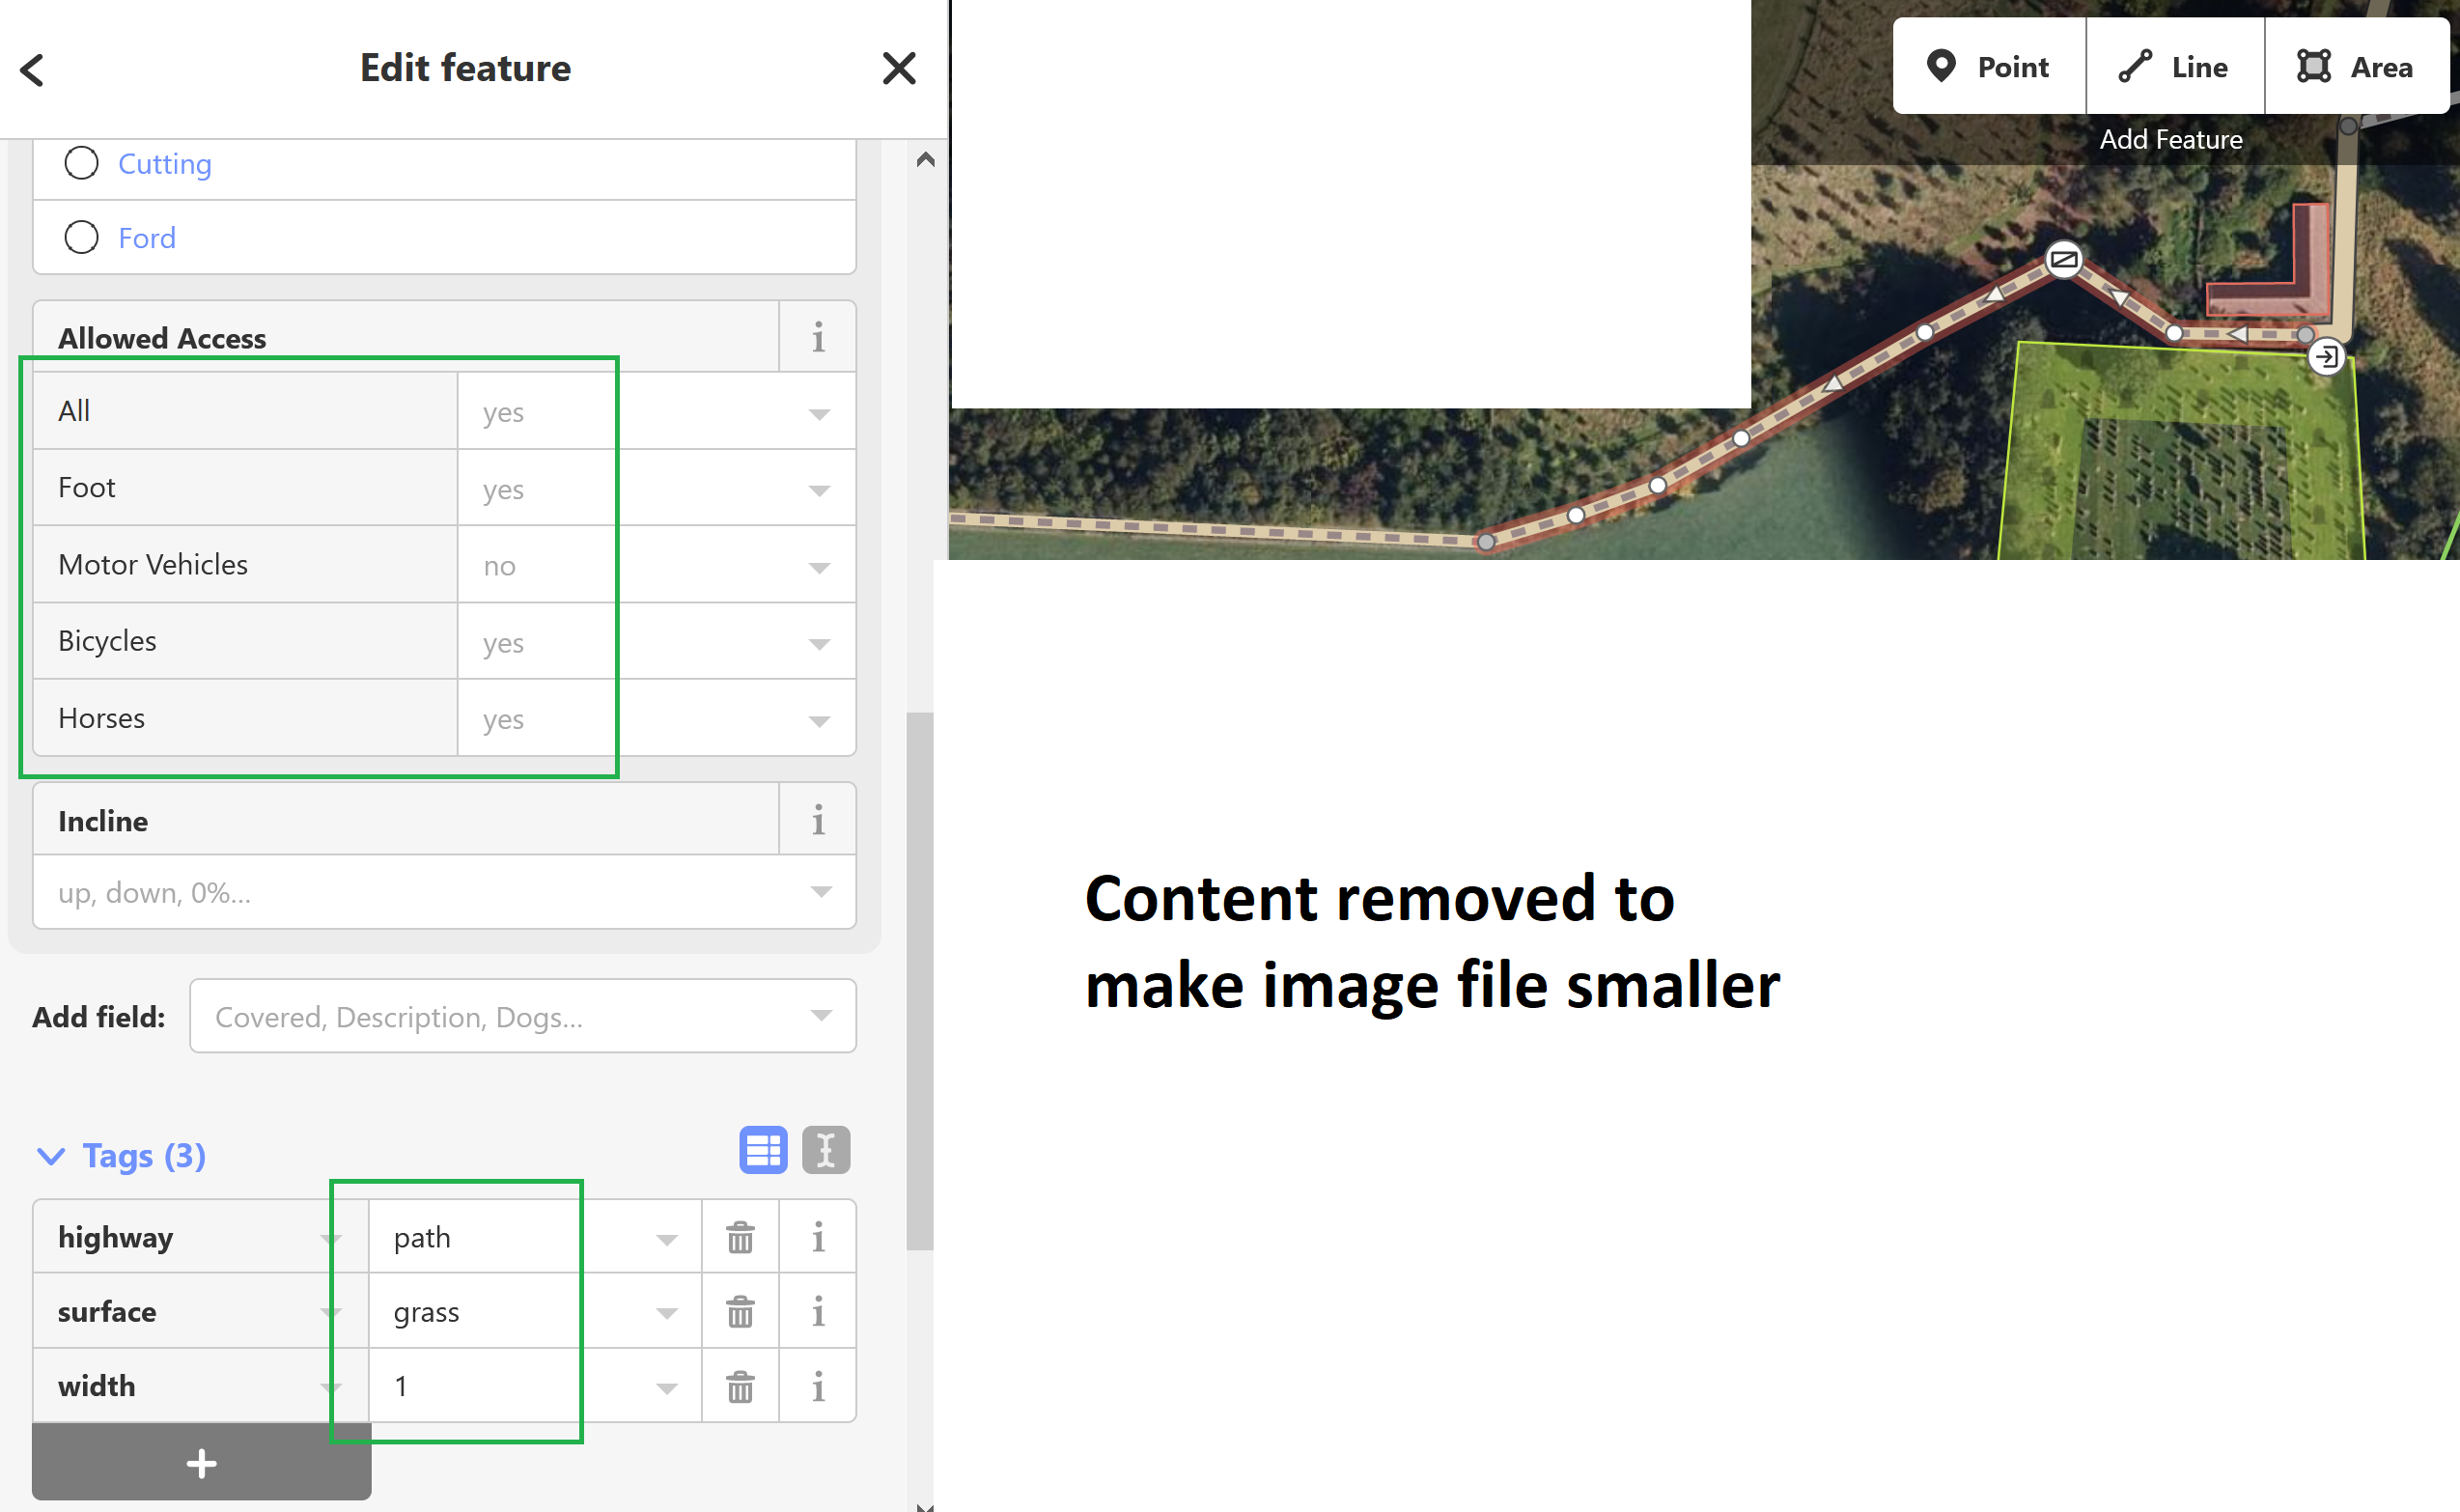 Edit feature
Cutting
Ford
Allowed Access
i
All yes
Foot yes
Motor Vehicles no
Bicycles yes
Horses yes
Incline
i
up, down, 0%...
Add field: Covered, Description, Dogs...
Tags (3)
highway path i
surface grass i
width 1 i
+
Point Line Area
Add Feature
Content removed to
make image file smaller